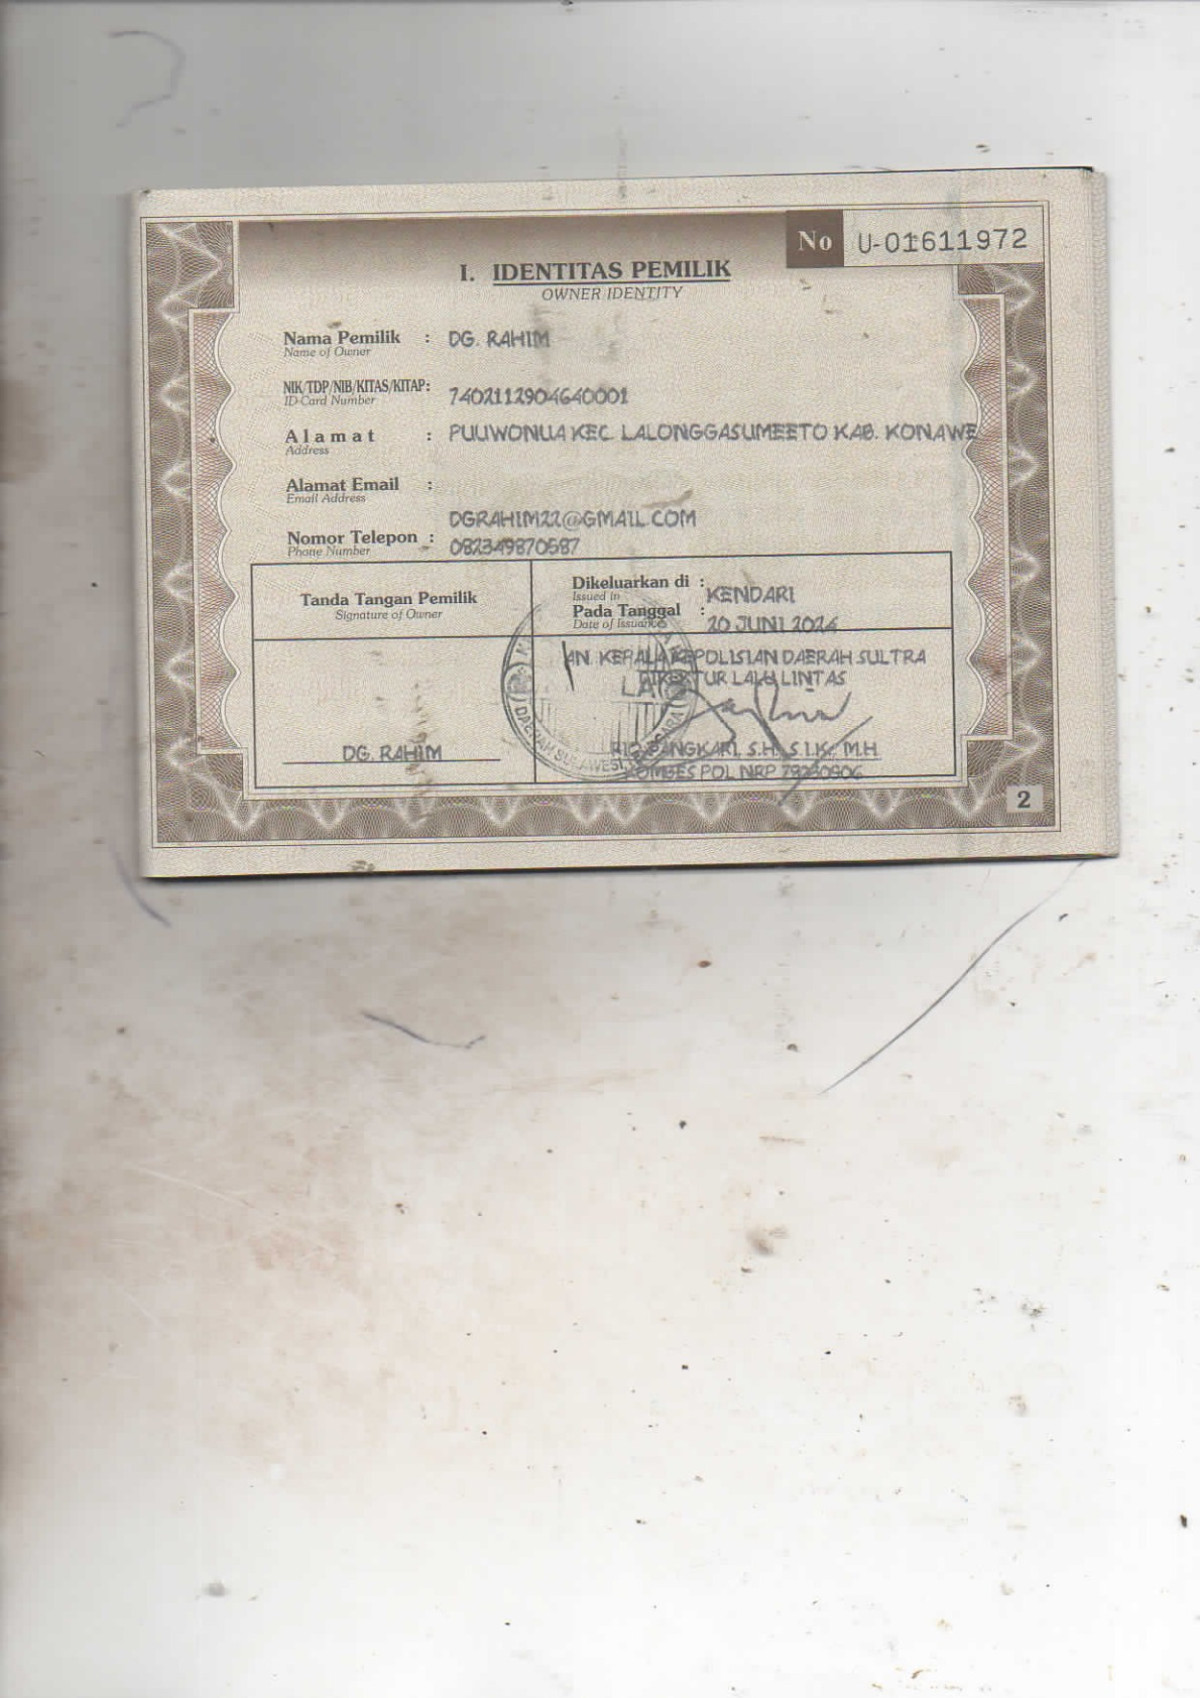 No U-01611972
I. IDENTITAS PEMILIK
OWNER IDENTITY
Nama Pemilik : DG. RAHIM
Name of Owner
NIK/TDP/NIB/KITAS/KITAP: 7402112904640001
ID Card Number
Alamat : PULIWONUA KEC. LALONGGASUMEETO KAB. KONAWE
Address
Alamat Email :
Email Address
DGRAHIM22@GMAIL.COM
Nomor Telepon : 082349870587
Phone Number
Tanda Tangan Pemilik
Signature of Owner
Dikeluarkan di : KENDARI
Issued in
Pada Tanggal : 20 JUNI 2024
Date of Issuance
AN. KEPALA KEPOLISIAN DAERAH SULTRA
DIREKTUR LALU LINTAS
DG. RAHIM
RIO TANGKARI, S.H., S.I.K., M.H
KOMBES POL NRP
2